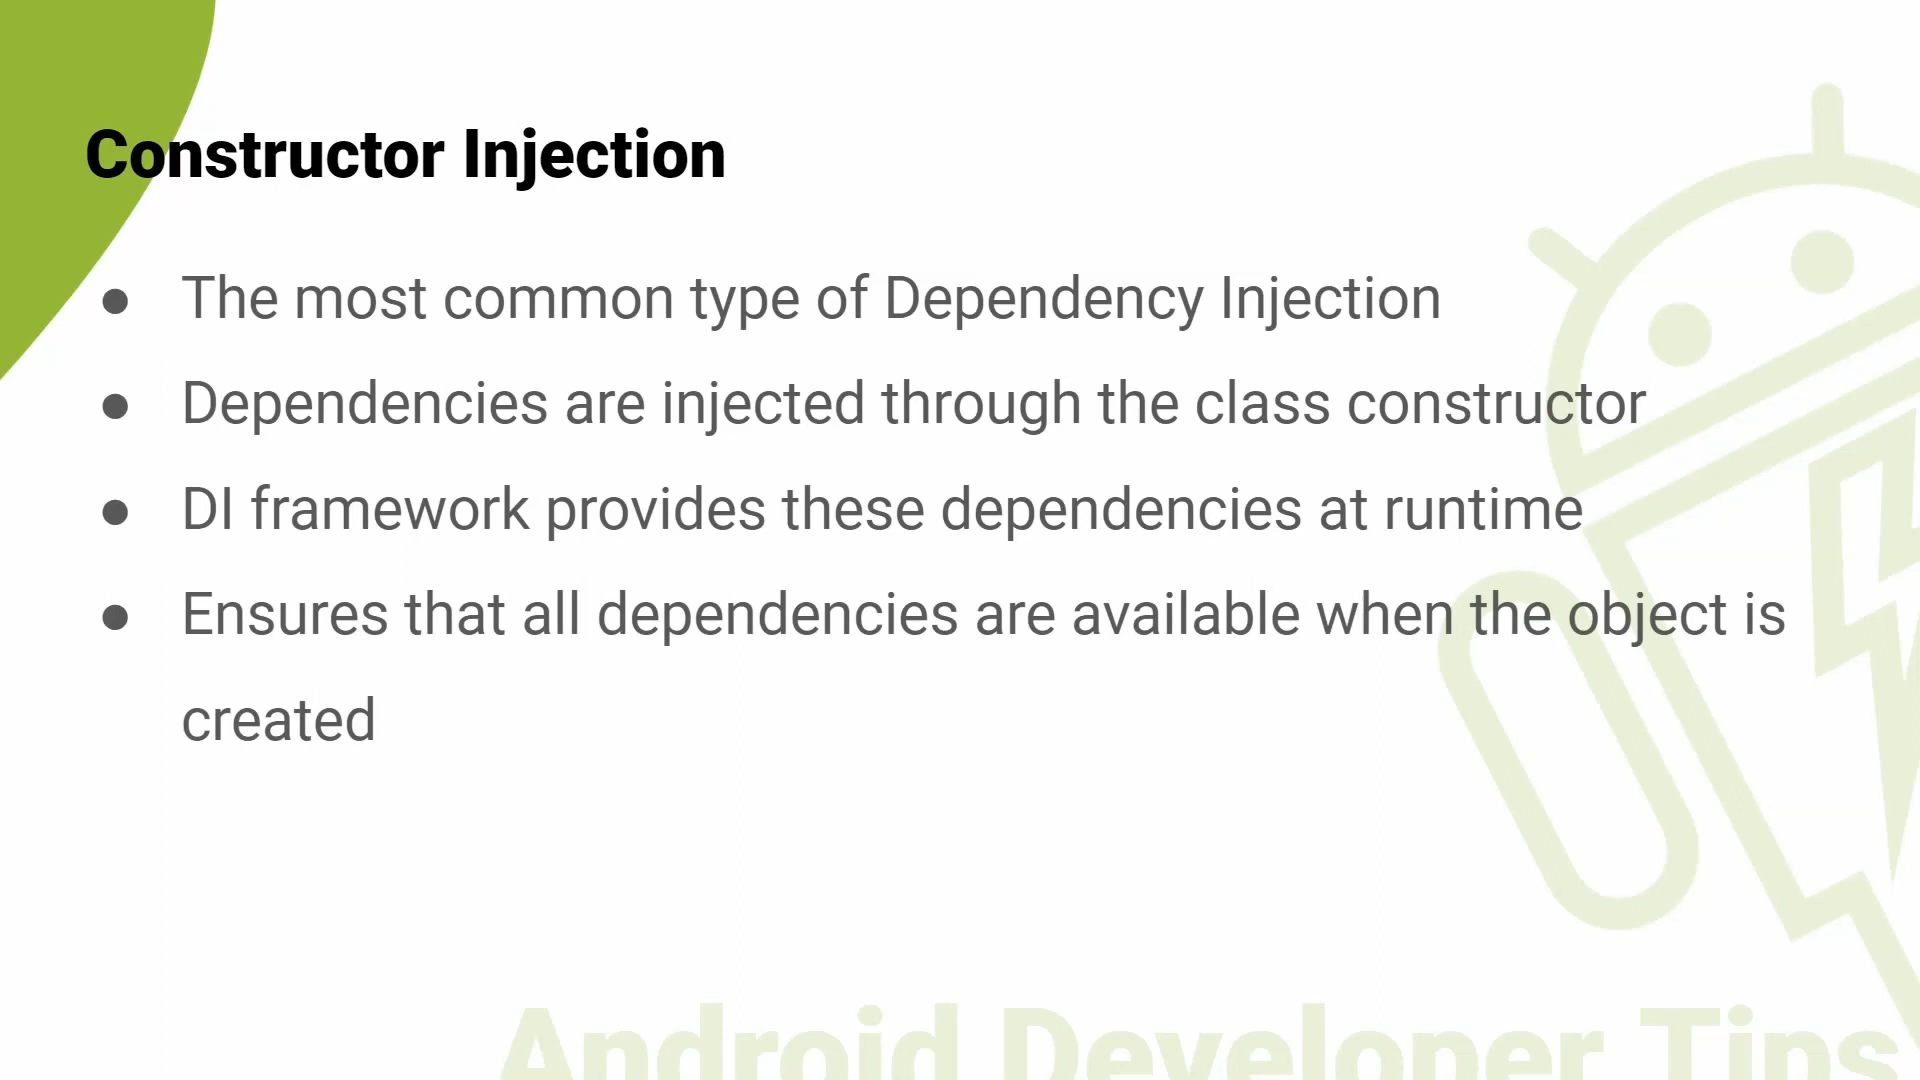 Constructor Injection
● The most common type of Dependency Injection
● Dependencies are injected through the class constructor
● DI framework provides these dependencies at runtime
● Ensures that all dependencies are available when the object is
created
Android Developer Tips